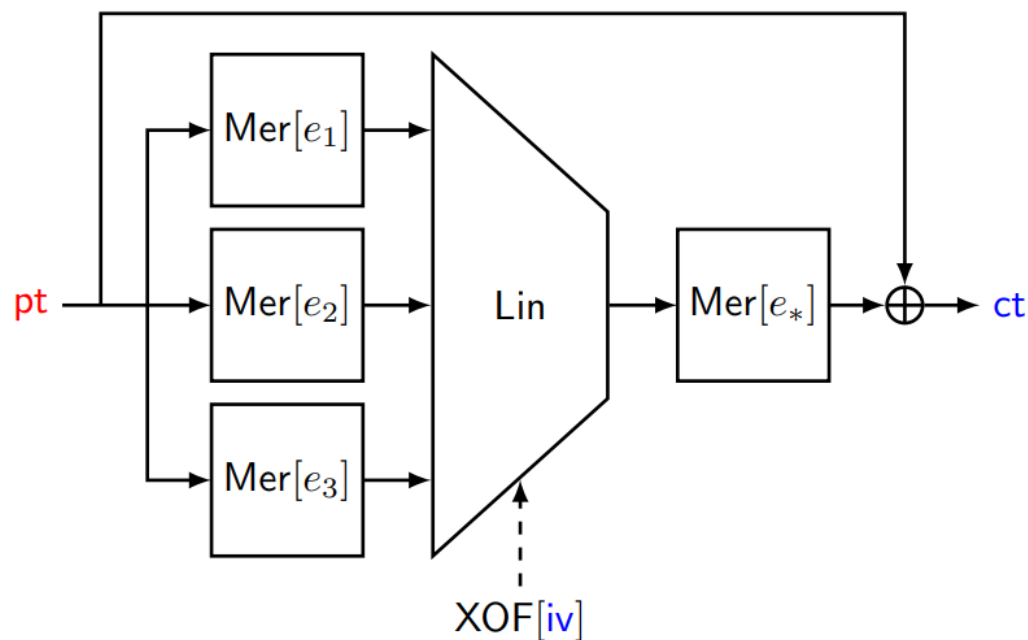 Mer[e₁]
pt
Mer[e₂]
Lin
Mer[e∗]
ct
Mer[e₃]
XOF[iv]